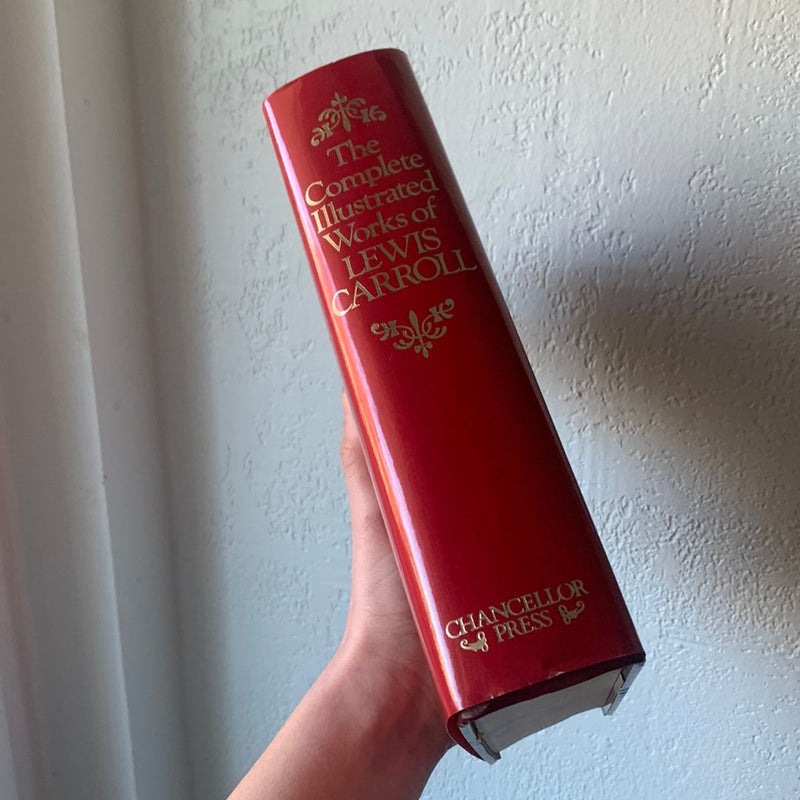 The
Complete
Illustrated
Works of
LEWIS
CARROLL
CHANCELLOR
PRESS